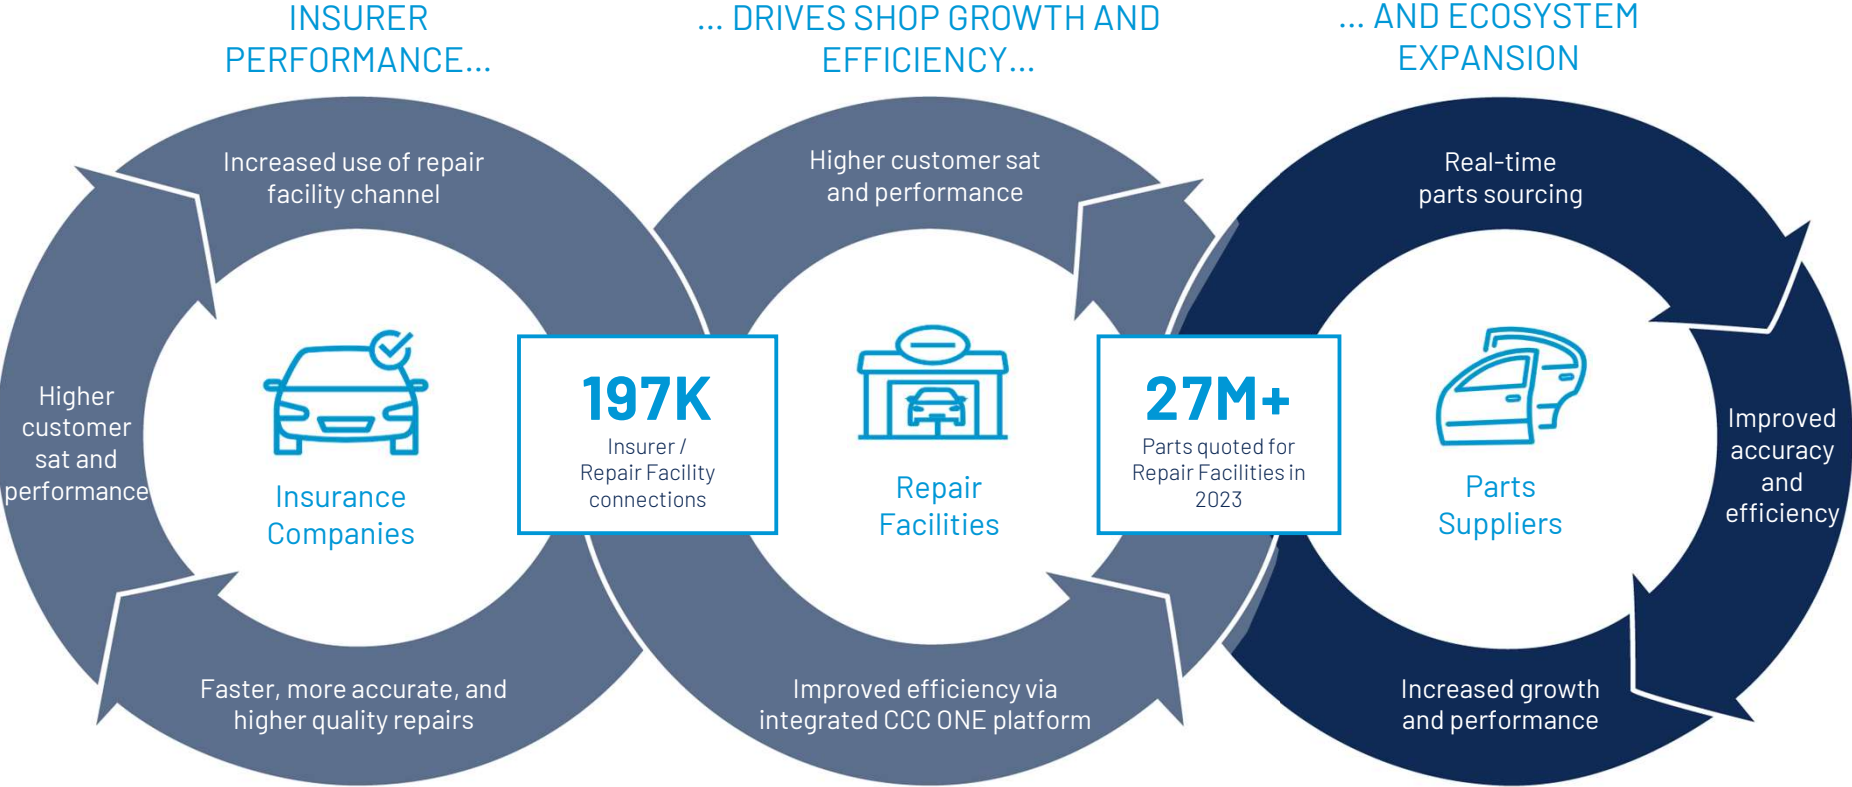 INSURER
PERFORMANCE...
... DRIVES SHOP GROWTH AND
EFFICIENCY...
... AND ECOSYSTEM
EXPANSION
Increased use of repair
facility channel
Higher
customer
sat and
performance
Insurance
Companies
Faster, more accurate, and
higher quality repairs
197K
Insurer /
Repair Facility
connections
Higher customer sat
and performance
Repair
Facilities
Improved efficiency via
integrated CCC ONE platform
27M+
Parts quoted for
Repair Facilities in
2023
Real-time
parts sourcing
Parts
Suppliers
Improved
accuracy
and
efficiency
Increased growth
and performance